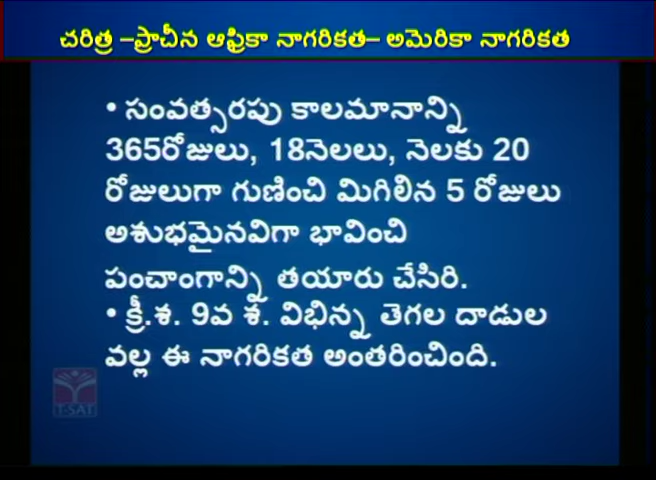 చరిత్ర –ప్రాచీన ఆఫ్రికా నాగరికత– అమెరికా నాగరికత
• సంవత్సరపు కాలమానాన్ని
365రోజులు, 18నెలలు, నెలకు 20
రోజులుగా గుణించి మిగిలిన 5 రోజులు
అశుభమైనవిగా భావించి
పంచాంగాన్ని తయారు చేసిరి.
• క్రీ.శ. 9వ శ. విభిన్న తెగల దాడుల
వల్ల ఈ నాగరికత అంతరించింది.
T-SAT